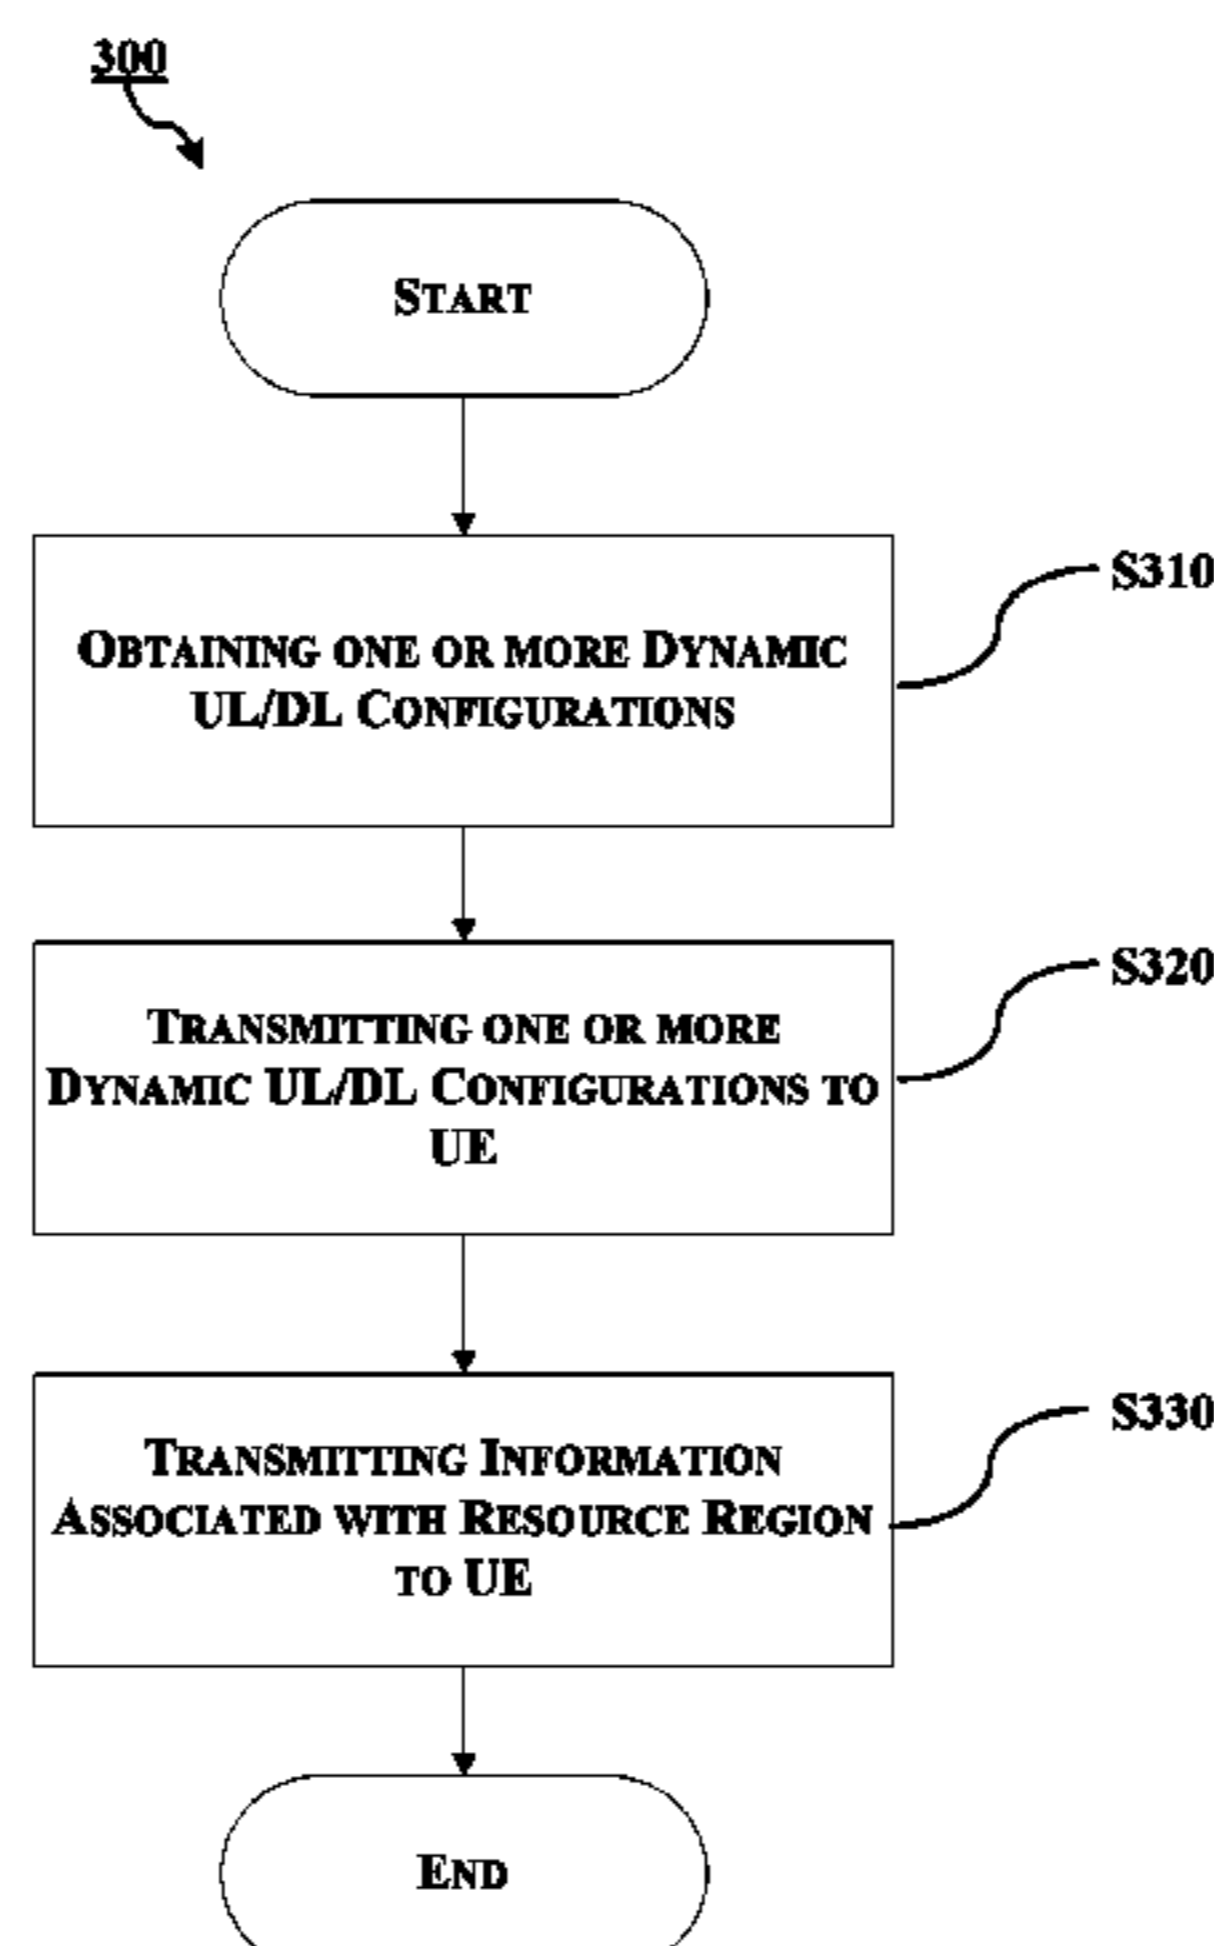 300
START
OBTAINING ONE OR MORE DYNAMIC
UL/DL CONFIGURATIONS
S310
TRANSMITTING ONE OR MORE
DYNAMIC UL/DL CONFIGURATIONS TO
UE
S320
TRANSMITTING INFORMATION
ASSOCIATED WITH RESOURCE REGION
TO UE
S330
END